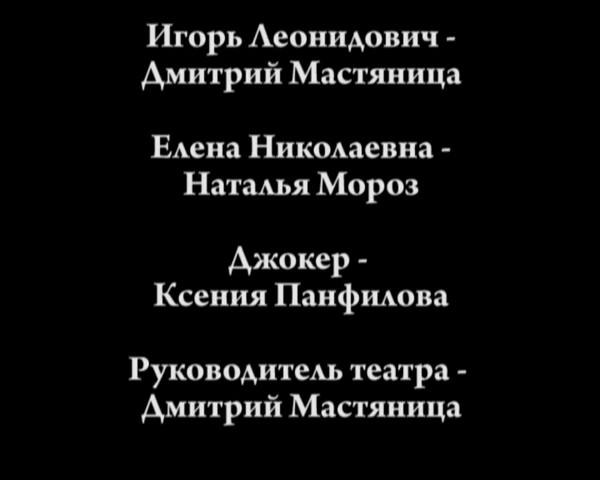 Игорь Леонидович -
Дмитрий Мастяница
Елена Николаевна -
Наталья Мороз
Джокер -
Ксения Панфилова
Руководитель театра -
Дмитрий Мастяница